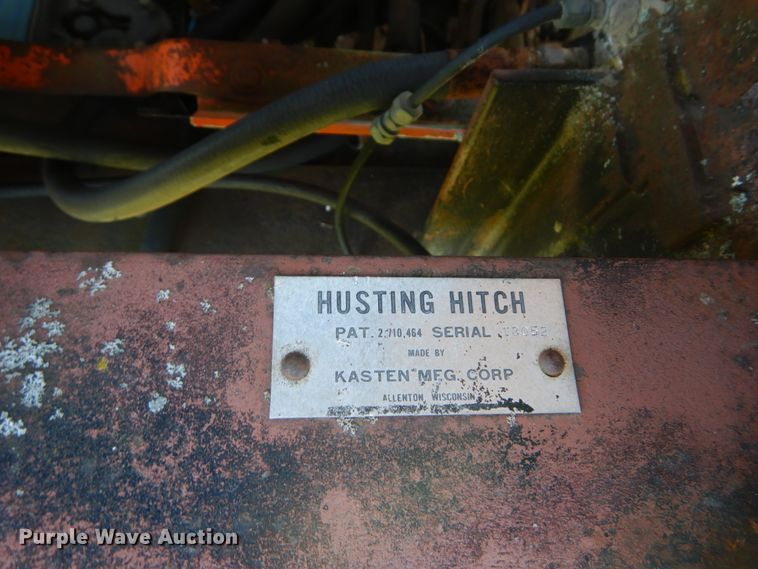 HUSTING HITCH
PAT. 2,710,464 SERIAL
MADE BY
KASTEN MFG. CORP
ALLENTON, WISCONSIN
Purple Wave Auction